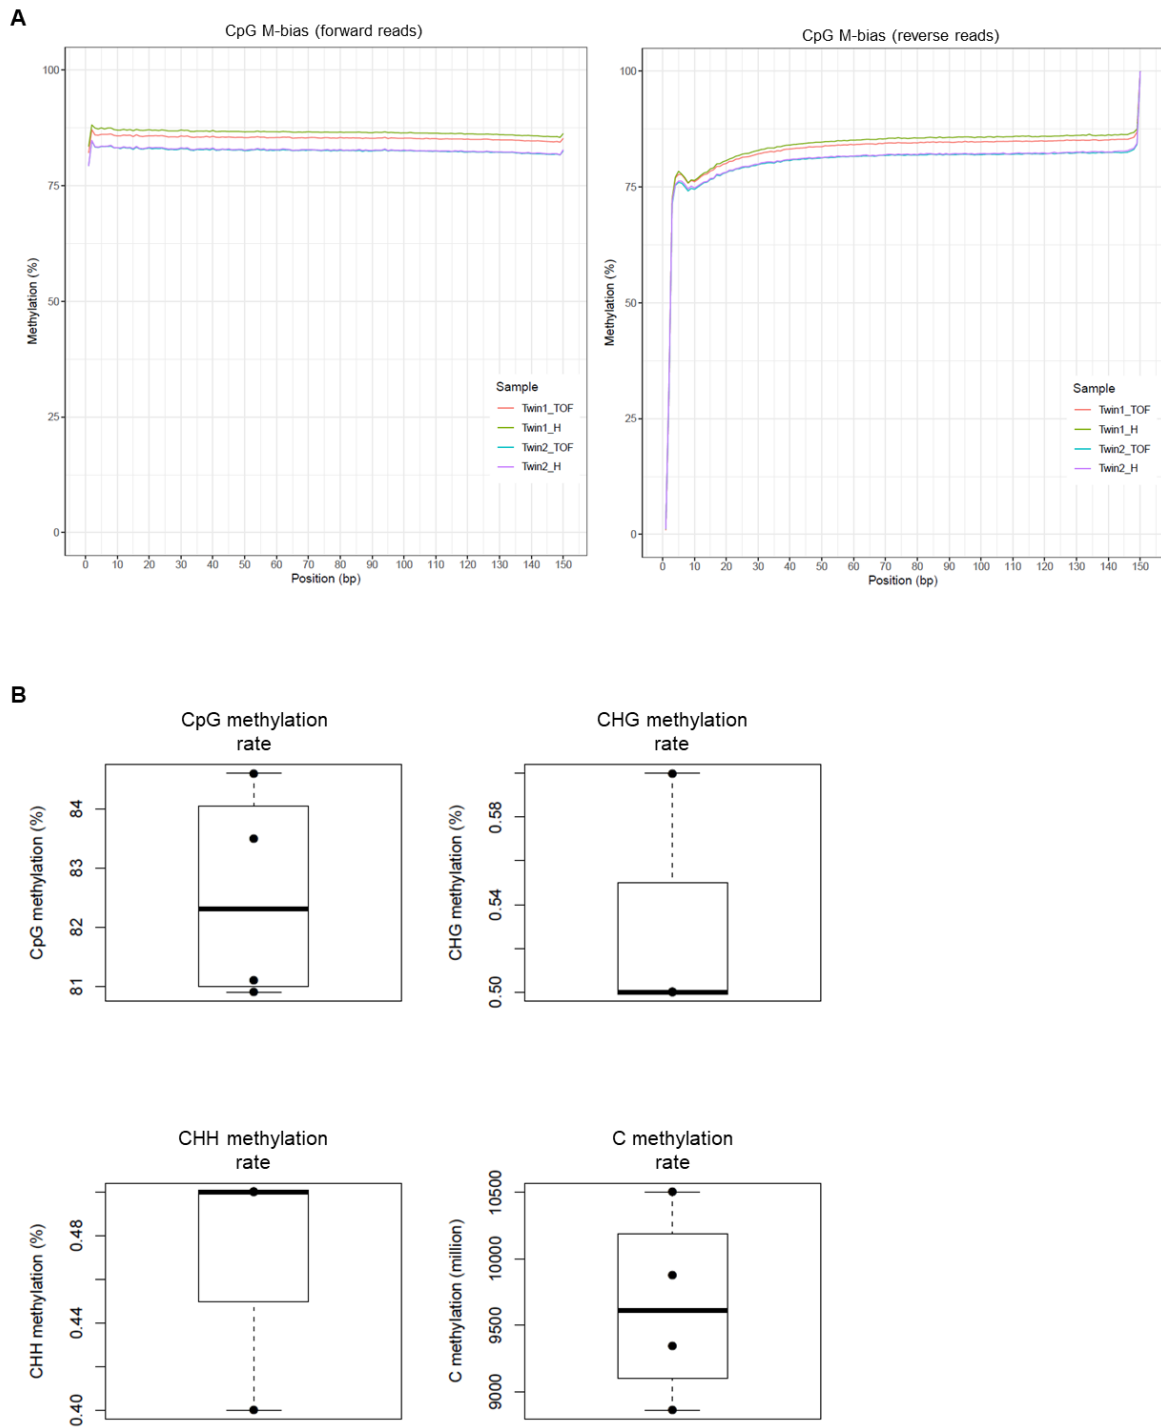 A
CpG M-bias (forward reads)
100
75
50
25
0
Methylation (%)
0 10 20 30 40 50 60 70 80 90 100 110 120 130 140 150
Position (bp)
Sample
Twin1_TOF
Twin1_H
Twin2_TOF
Twin2_H
CpG M-bias (reverse reads)
100
75
50
25
0
Methylation (%)
0 10 20 30 40 50 60 70 80 90 100 110 120 130 140 150
Position (bp)
Sample
Twin1_TOF
Twin1_H
Twin2_TOF
Twin2_H
B
CpG methylation
rate
CpG methylation (%)
84
83
82
81
CHG methylation
rate
CHG methylation (%)
0.58
0.54
0.50
CHH methylation
rate
CHH methylation (%)
0.48
0.44
0.40
C methylation
rate
C methylation (million)
10500
10000
9500
9000